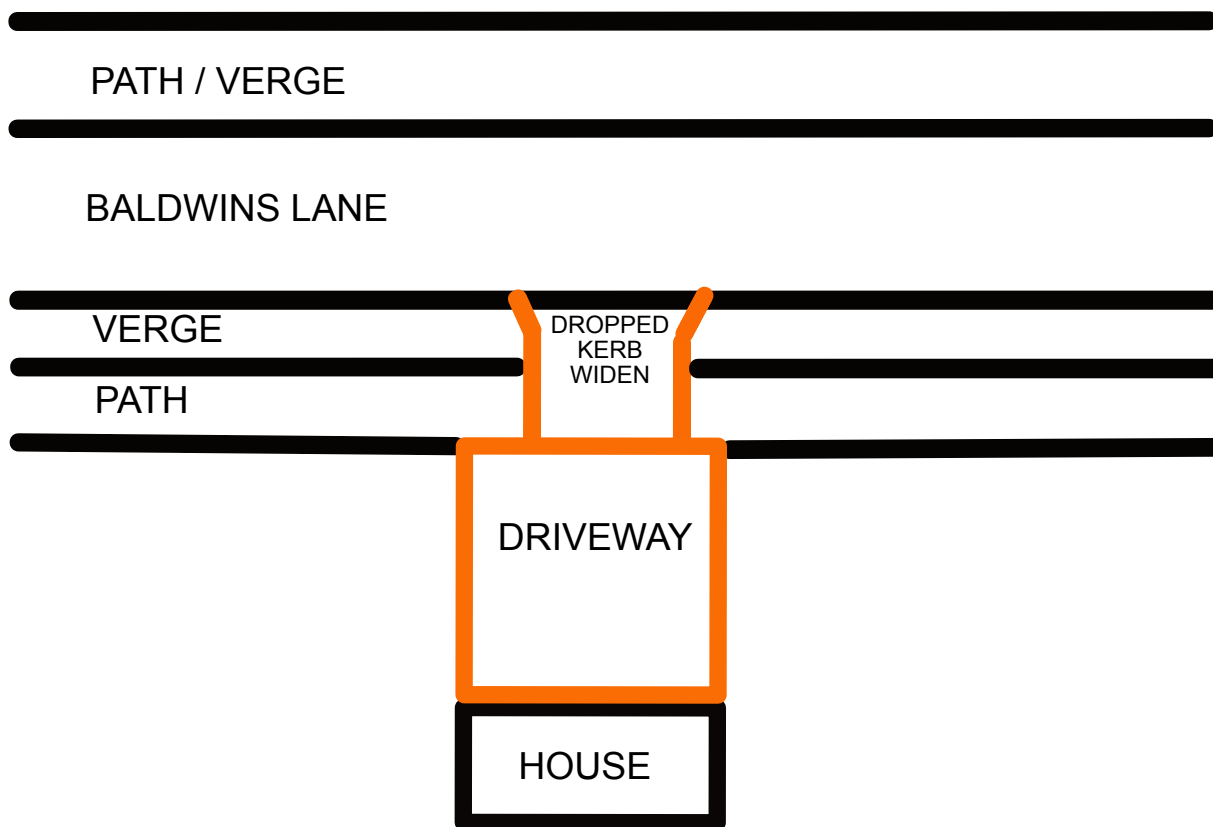 PATH / VERGE
BALDWINS LANE
VERGE
DROPPED
KERB
WIDEN
PATH
DRIVEWAY
HOUSE